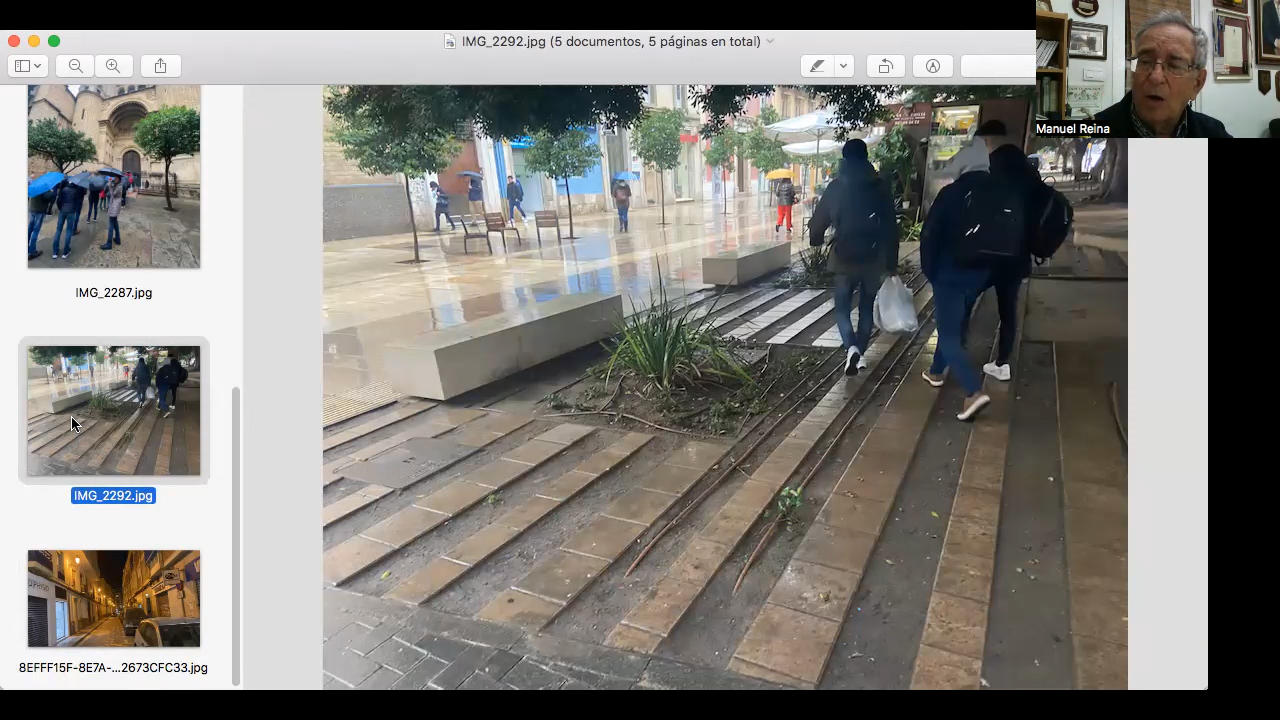 IMG_2292.jpg (5 documentos, 5 páginas en total)
Manuel Reina
IMG_2287.jpg
IMG_2292.jpg
8EFFF15F-8E7A-...2673CFC33.jpg